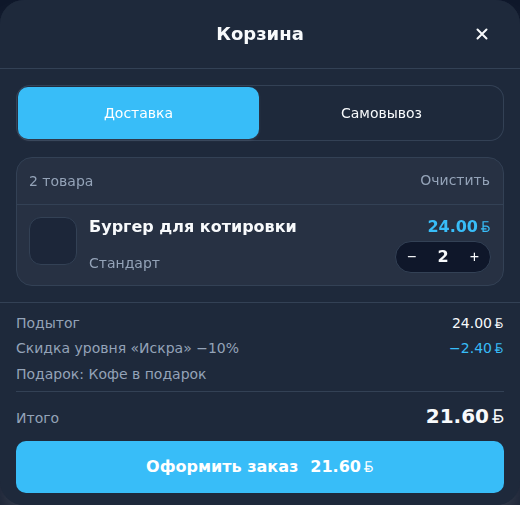 Корзина ✕
Доставка Самовывоз
2 товара Очистить
Бургер для котировки 24.00 Ƃ
Стандарт − 2 +
Подытог 24.00 Ƃ
Скидка уровня «Искра» −10% −2.40 Ƃ
Подарок: Кофе в подарок
Итого 21.60 Ƃ
Оформить заказ 21.60 Ƃ